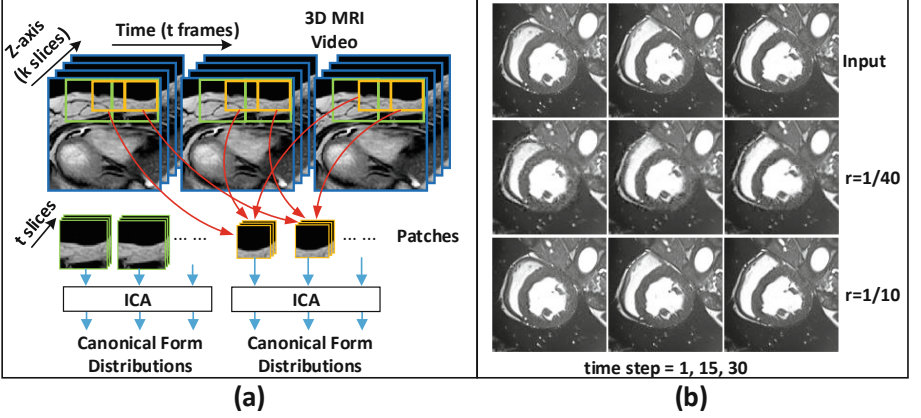 Z-axis
(k slices)
Time (t frames)
3D MRI
Video
t slices
... ...
... ...
Patches
ICA
ICA
Canonical Form
Distributions
Canonical Form
Distributions
(a)
Input
r=1/40
r=1/10
time step = 1, 15, 30
(b)